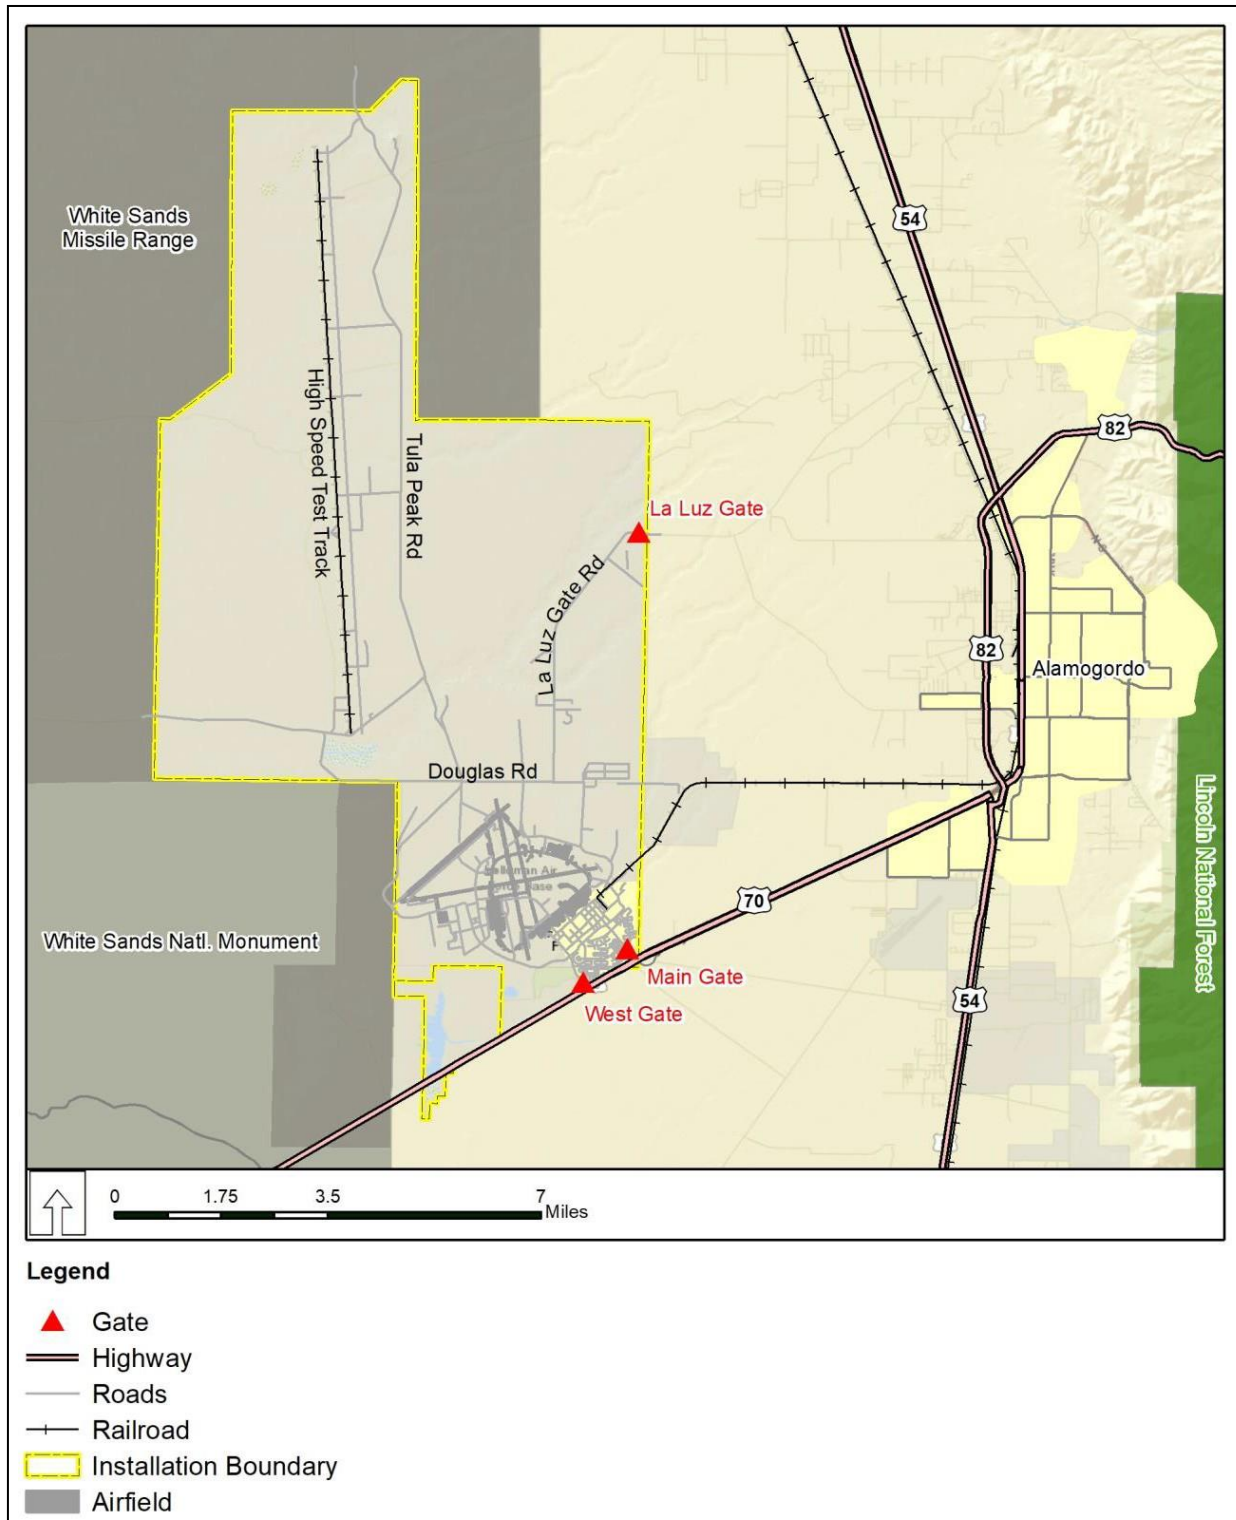 54
White Sands
Missile Range
82
High Speed Test Track
Tula Peak Rd
La Luz Gate
La Luz Gate Rd
82
Alamogordo
Douglas Rd
Lincoln National Forest
70
White Sands Natl. Monument
Main Gate
54
West Gate
0 1.75 3.5 7
Miles
Legend
Gate
Highway
Roads
Railroad
Installation Boundary
Airfield